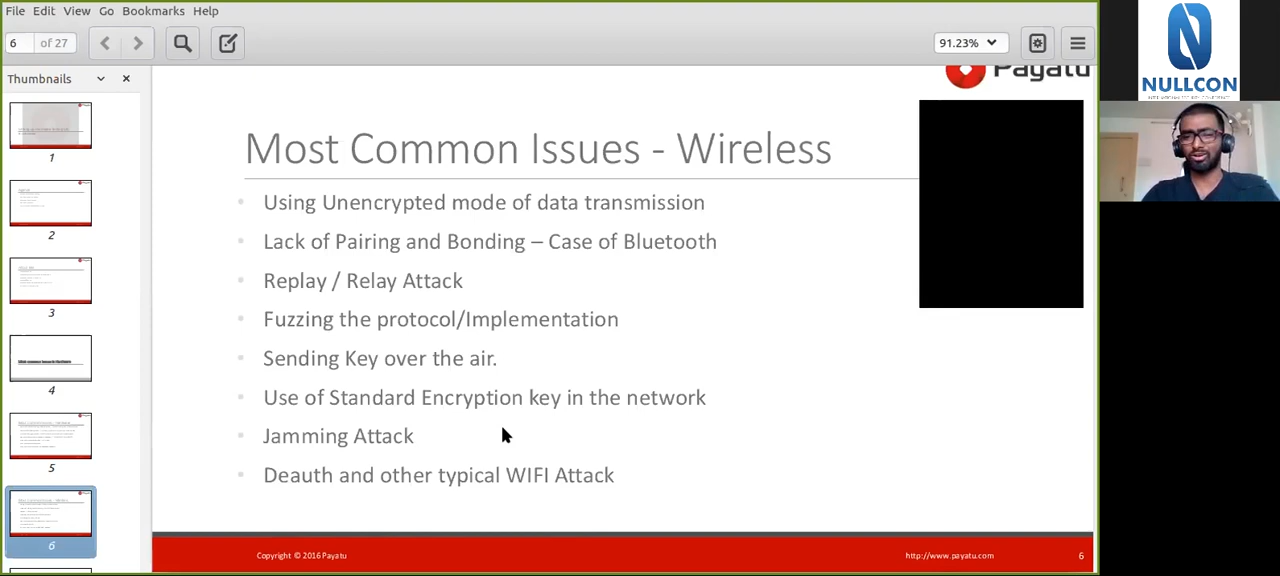 File Edit View Go Bookmarks Help
6 of 27
91.23%
Thumbnails
1
2
3
4
5
6
Payatu
Most Common Issues - Wireless
• Using Unencrypted mode of data transmission
• Lack of Pairing and Bonding – Case of Bluetooth
• Replay / Relay Attack
• Fuzzing the protocol/Implementation
• Sending Key over the air.
• Use of Standard Encryption key in the network
• Jamming Attack
• Deauth and other typical WIFI Attack
Copyright © 2016 Payatu
http://www.payatu.com
6
NULLCON